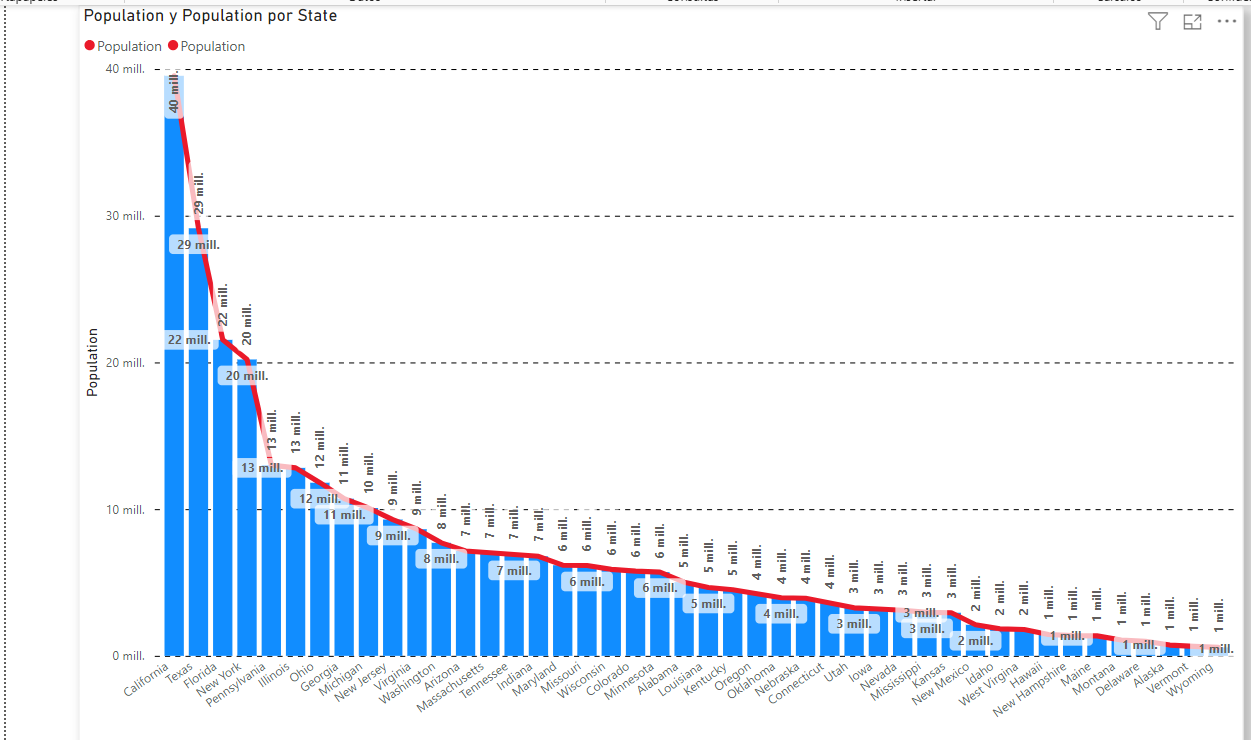 Population y Population por State
Population Population
40 mill.
30 mill.
20 mill.
10 mill.
0 mill.
Population
40 mill.
29 mill.
22 mill.
20 mill.
13 mill.
13 mill.
12 mill.
11 mill.
10 mill.
9 mill.
9 mill.
8 mill.
7 mill.
7 mill.
7 mill.
7 mill.
6 mill.
6 mill.
6 mill.
6 mill.
6 mill.
5 mill.
5 mill.
5 mill.
4 mill.
4 mill.
4 mill.
4 mill.
3 mill.
3 mill.
3 mill.
3 mill.
3 mill.
2 mill.
2 mill.
2 mill.
1 mill.
1 mill.
1 mill.
1 mill.
1 mill.
1 mill.
1 mill.
1 mill.
29 mill.
22 mill.
20 mill.
13 mill.
12 mill.
11 mill.
9 mill.
8 mill.
7 mill.
6 mill.
6 mill.
5 mill.
4 mill.
3 mill.
3 mill.
3 mill.
2 mill.
1 mill.
1 mill.
1 mill.
California
Texas
Florida
New York
Pennsylvania
Illinois
Ohio
Georgia
Michigan
New Jersey
Virginia
Washington
Arizona
Massachusetts
Tennessee
Indiana
Maryland
Missouri
Wisconsin
Colorado
Minnesota
Alabama
Louisiana
Kentucky
Oregon
Oklahoma
Nebraska
Connecticut
Utah
Iowa
Nevada
Mississippi
Kansas
New Mexico
Idaho
West Virginia
Hawaii
New Hampshire
Maine
Montana
Delaware
Alaska
Vermont
Wyoming